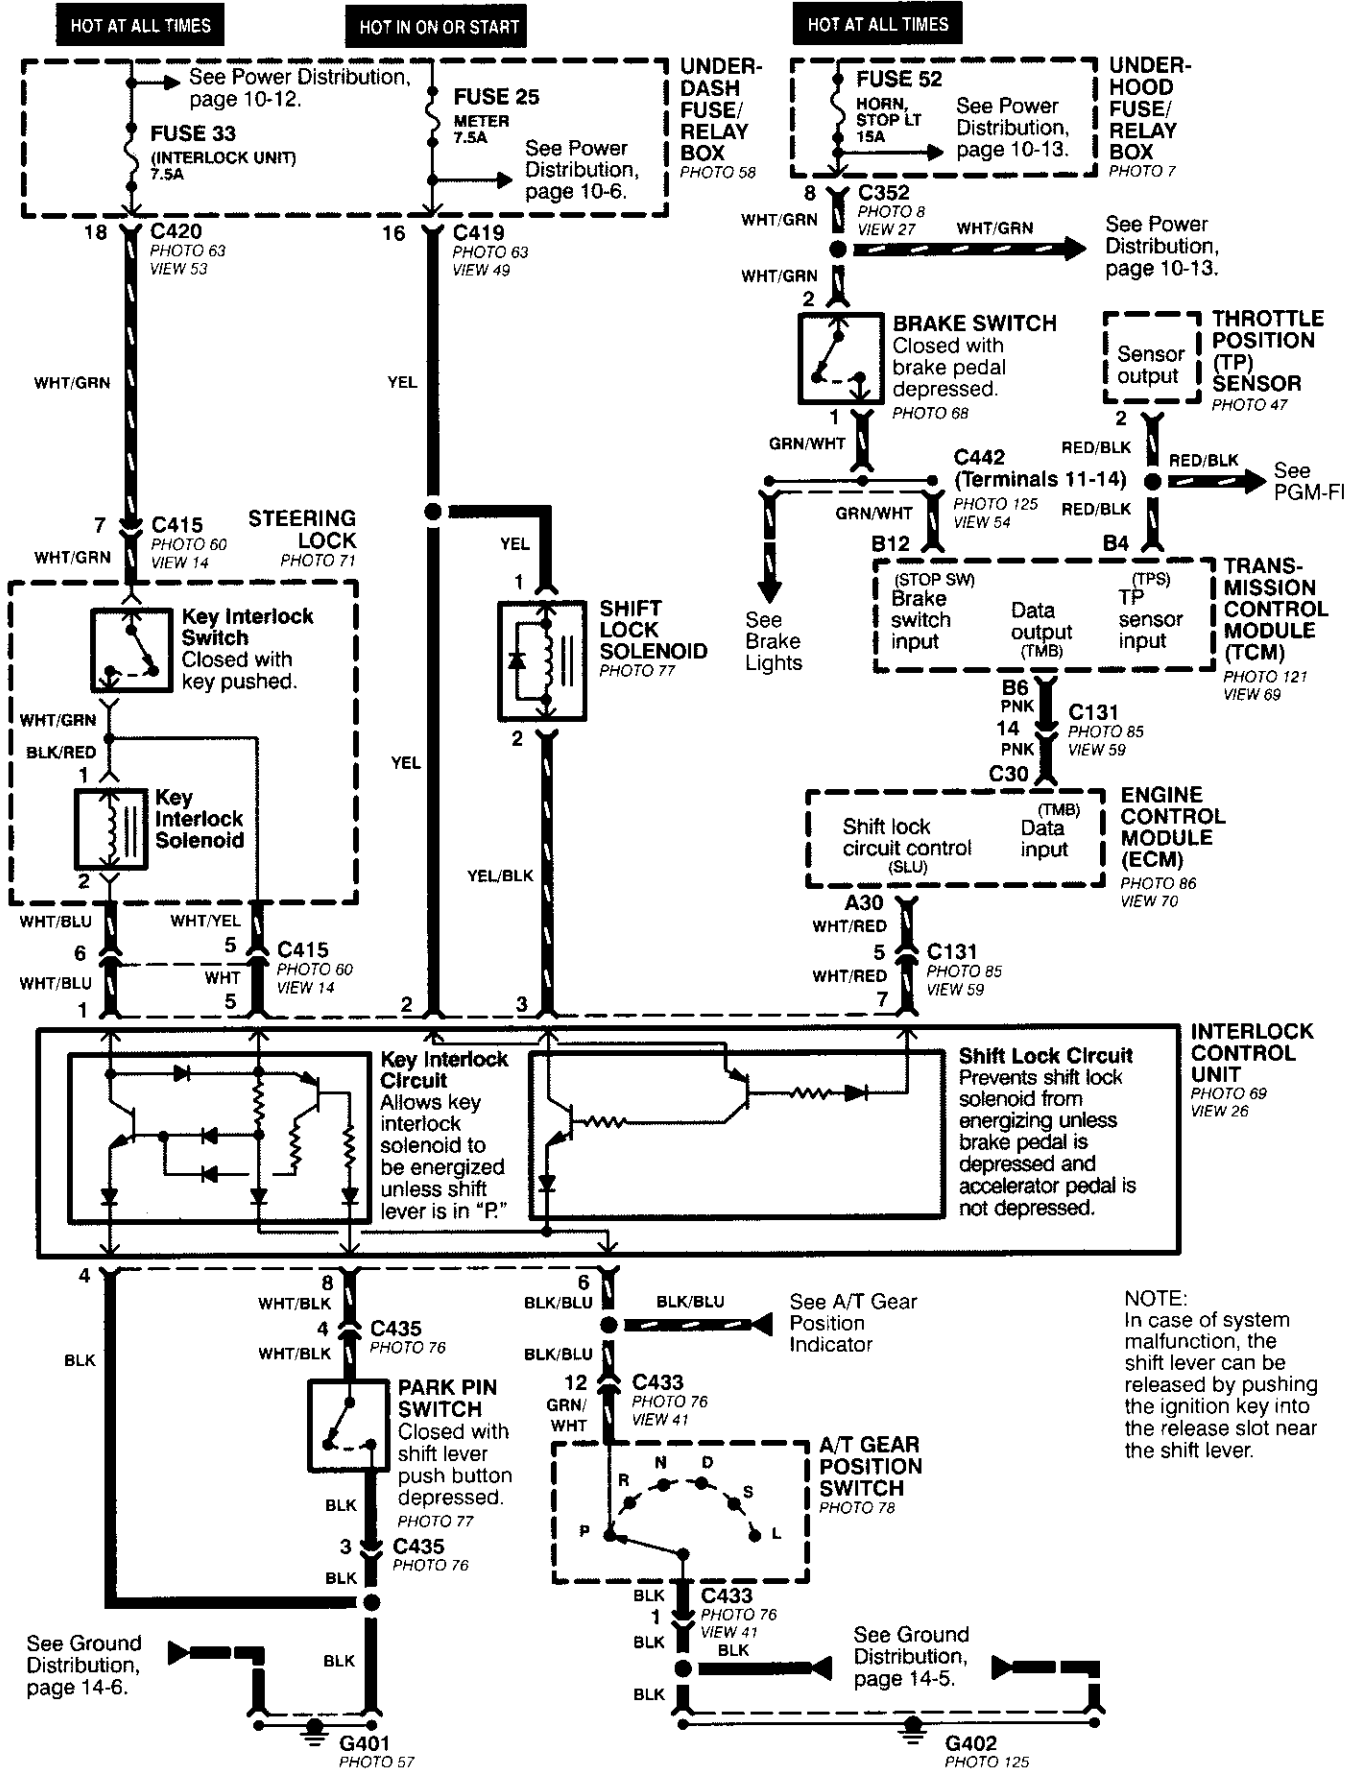 HOT AT ALL TIMES
HOT IN ON OR START
HOT AT ALL TIMES
See Power Distribution,
page 10-12.
FUSE 33
(INTERLOCK UNIT)
7.5A
FUSE 25
METER
7.5A
See Power
Distribution,
page 10-6.
UNDER-
DASH
FUSE/
RELAY
BOX
PHOTO 58
FUSE 52
HORN,
STOP LT
15A
See Power
Distribution,
page 10-13.
UNDER-
HOOD
FUSE/
RELAY
BOX
PHOTO 7
18
C420
PHOTO 63
VIEW 53
16
C419
PHOTO 63
VIEW 49
8
C352
PHOTO 8
VIEW 27
WHT/GRN
WHT/GRN
See Power
Distribution,
page 10-13.
WHT/GRN
2
BRAKE SWITCH
Closed with
brake pedal
depressed.
PHOTO 68
Sensor
output
THROTTLE
POSITION
(TP)
SENSOR
PHOTO 47
WHT/GRN
YEL
1
GRN/WHT
2
RED/BLK
RED/BLK
See
PGM-FI
C442
(Terminals 11-14)
PHOTO 125
VIEW 54
GRN/WHT
RED/BLK
B12
B4
7
C415
PHOTO 60
VIEW 14
WHT/GRN
STEERING
LOCK
PHOTO 71
YEL
1
SHIFT
LOCK
SOLENOID
PHOTO 77
2
See
Brake
Lights
(STOP SW)
Brake
switch
input
Data
output
(TMB)
(TPS)
TP
sensor
input
TRANS-
MISSION
CONTROL
MODULE
(TCM)
PHOTO 121
VIEW 69
Key Interlock
Switch
Closed with
key pushed.
WHT/GRN
BLK/RED
1
Key
Interlock
Solenoid
2
YEL
B6
PNK
14
C131
PHOTO 85
VIEW 59
PNK
C30
Shift lock
circuit control
(SLU)
(TMB)
Data
input
ENGINE
CONTROL
MODULE
(ECM)
PHOTO 86
VIEW 70
YEL/BLK
WHT/BLU
WHT/YEL
6
5
C415
PHOTO 60
VIEW 14
WHT/BLU
WHT
A30
WHT/RED
5
C131
PHOTO 85
VIEW 59
WHT/RED
1
5
2
3
7
INTERLOCK
CONTROL
UNIT
PHOTO 69
VIEW 26
Key Interlock
Circuit
Allows key
interlock
solenoid to
be energized
unless shift
lever is in “P.”
Shift Lock Circuit
Prevents shift lock
solenoid from
energizing unless
brake pedal is
depressed and
accelerator pedal is
not depressed.
4
8
6
WHT/BLK
4
C435
PHOTO 76
WHT/BLK
BLK
BLK/BLU
BLK/BLU
See A/T Gear
Position
Indicator
BLK/BLU
12
C433
PHOTO 76
VIEW 41
GRN/
WHT
NOTE:
In case of system
malfunction, the
shift lever can be
released by pushing
the ignition key into
the release slot near
the shift lever.
PARK PIN
SWITCH
Closed with
shift lever
push button
depressed.
PHOTO 77
BLK
3
C435
PHOTO 76
BLK
P
R
N
D
S
L
A/T GEAR
POSITION
SWITCH
PHOTO 78
BLK
1
C433
PHOTO 76
VIEW 41
BLK
BLK
BLK
See Ground
Distribution,
page 14-6.
BLK
See Ground
Distribution,
page 14-5.
G401
PHOTO 57
G402
PHOTO 125